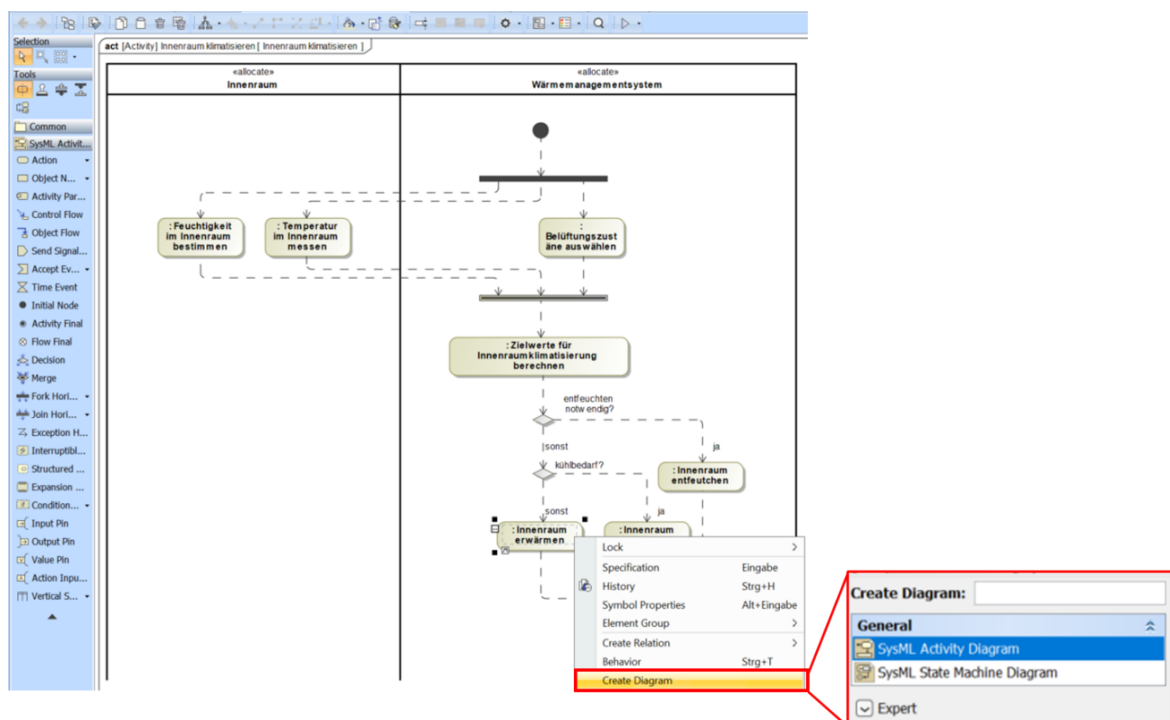 Selection
Tools
Common
SysML Activit...
Action
Object N...
Activity Par...
Control Flow
Object Flow
Send Signal...
Accept Ev...
Time Event
Initial Node
Activity Final
Flow Final
Decision
Merge
Fork Hori...
Join Hori...
Exception H...
Interruptibl...
Structured ...
Expansion ...
Condition...
Input Pin
Output Pin
Value Pin
Action Inpu...
Vertical S...
act [Activity] Innenraum klimatisieren [ Innenraum klimatisieren ]
«allocate»
Innenraum
«allocate»
Wärmemanagementsystem
: Feuchtigkeit
im Innenraum
bestimmen
: Temperatur
im Innenraum
messen
:
Belüftungszust
äne auswählen
: Zielwerte für
Innenraumklimatisierung
berechnen
entfeuchten
notwendig?
sonst
ja
kühlbedarf?
: Innenraum
entfeutchen
sonst
ja
: Innenraum
erwärmen
: Innenraum
Lock
Specification Eingabe
History Strg+H
Symbol Properties Alt+Eingabe
Element Group
Create Relation
Behavior Strg+T
Create Diagram
Create Diagram:
General
SysML Activity Diagram
SysML State Machine Diagram
Expert